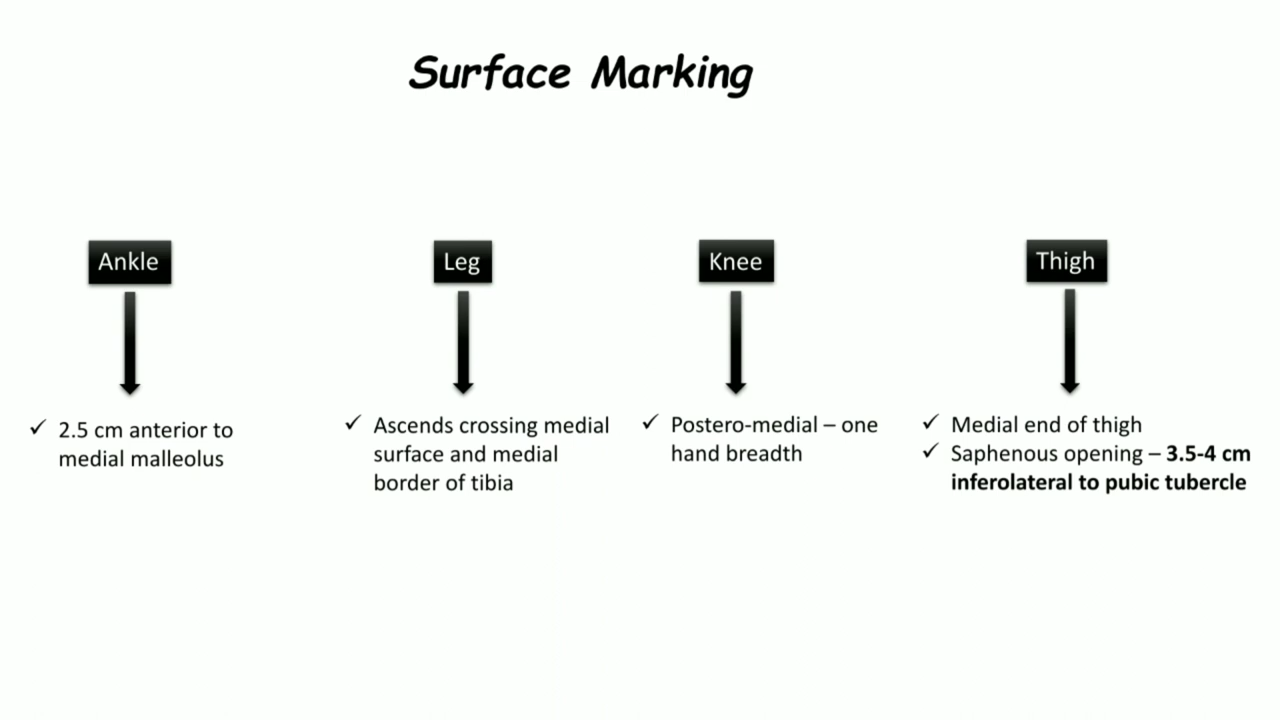 Surface Marking
Ankle
2.5 cm anterior to
medial malleolus
Leg
Ascends crossing medial
surface and medial
border of tibia
Knee
Postero-medial – one
hand breadth
Thigh
Medial end of thigh
Saphenous opening – 3.5-4 cm
inferolateral to pubic tubercle